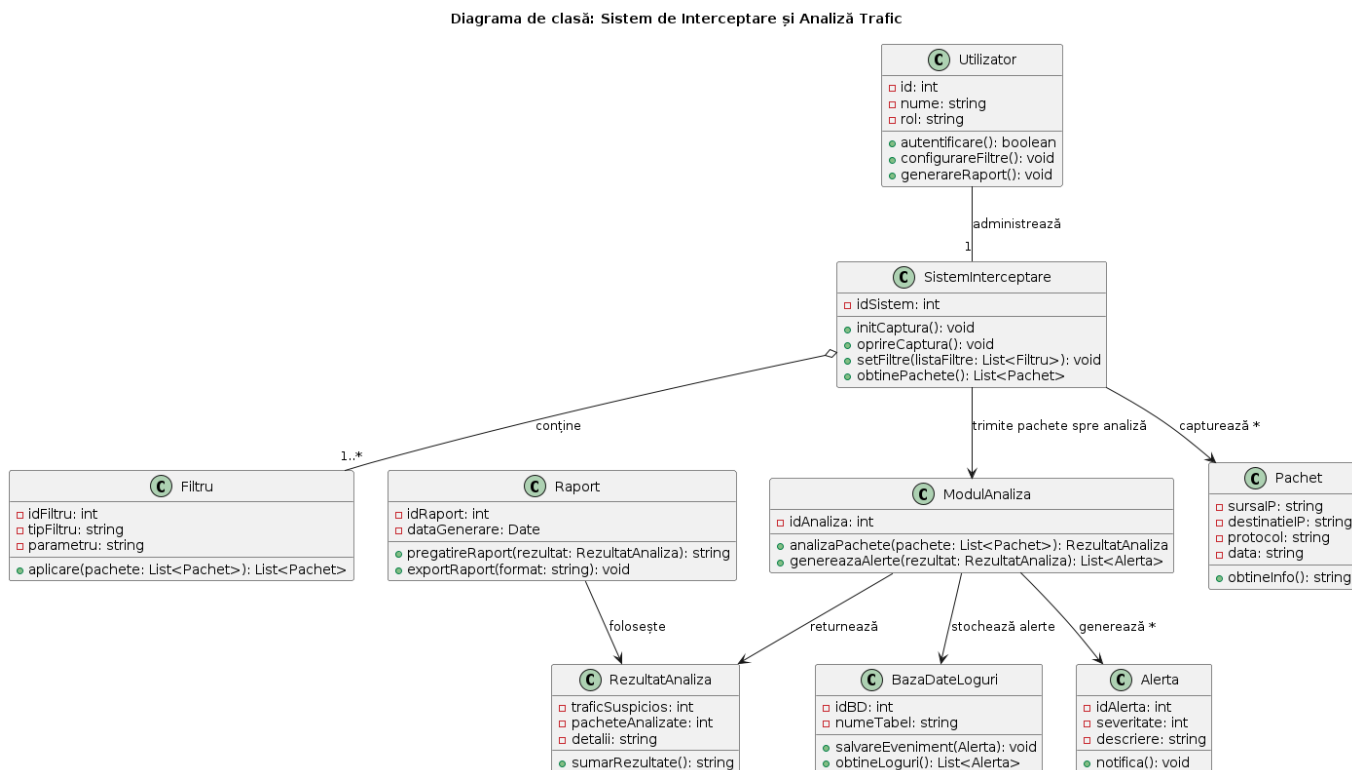 Diagrama de clasă: Sistem de Interceptare și Analiză Trafic
C Utilizator
id: int
nume: string
rol: string
autentificare(): boolean
configurareFiltre(): void
generareRaport(): void
administrează
1
C SistemInterceptare
idSistem: int
initCaptura(): void
oprireCaptura(): void
setFiltre(listaFiltre: List<Filtru>): void
obtinePachete(): List<Pachet>
conține
1..*
trimite pachete spre analiză
capturează *
C Filtru
idFiltru: int
tipFiltru: string
parametru: string
aplicare(pachete: List<Pachet>): List<Pachet>
C Raport
idRaport: int
dataGenerare: Date
pregatireRaport(rezultat: RezultatAnaliza): string
exportRaport(format: string): void
C ModulAnaliza
idAnaliza: int
analizaPachete(pachete: List<Pachet>): RezultatAnaliza
genereazaAlerte(rezultat: RezultatAnaliza): List<Alerta>
C Pachet
sursaIP: string
destinatieIP: string
protocol: string
data: string
obtineInfo(): string
folosește
returnează
stochează alerte
generează *
C RezultatAnaliza
traficSuspicios: int
pacheteAnalizate: int
detalii: string
sumarRezultate(): string
C BazaDateLoguri
idBD: int
numeTabel: string
salvareEveniment(Alerta): void
obtineLoguri(): List<Alerta>
C Alerta
idAlerta: int
severitate: int
descriere: string
notifica(): void